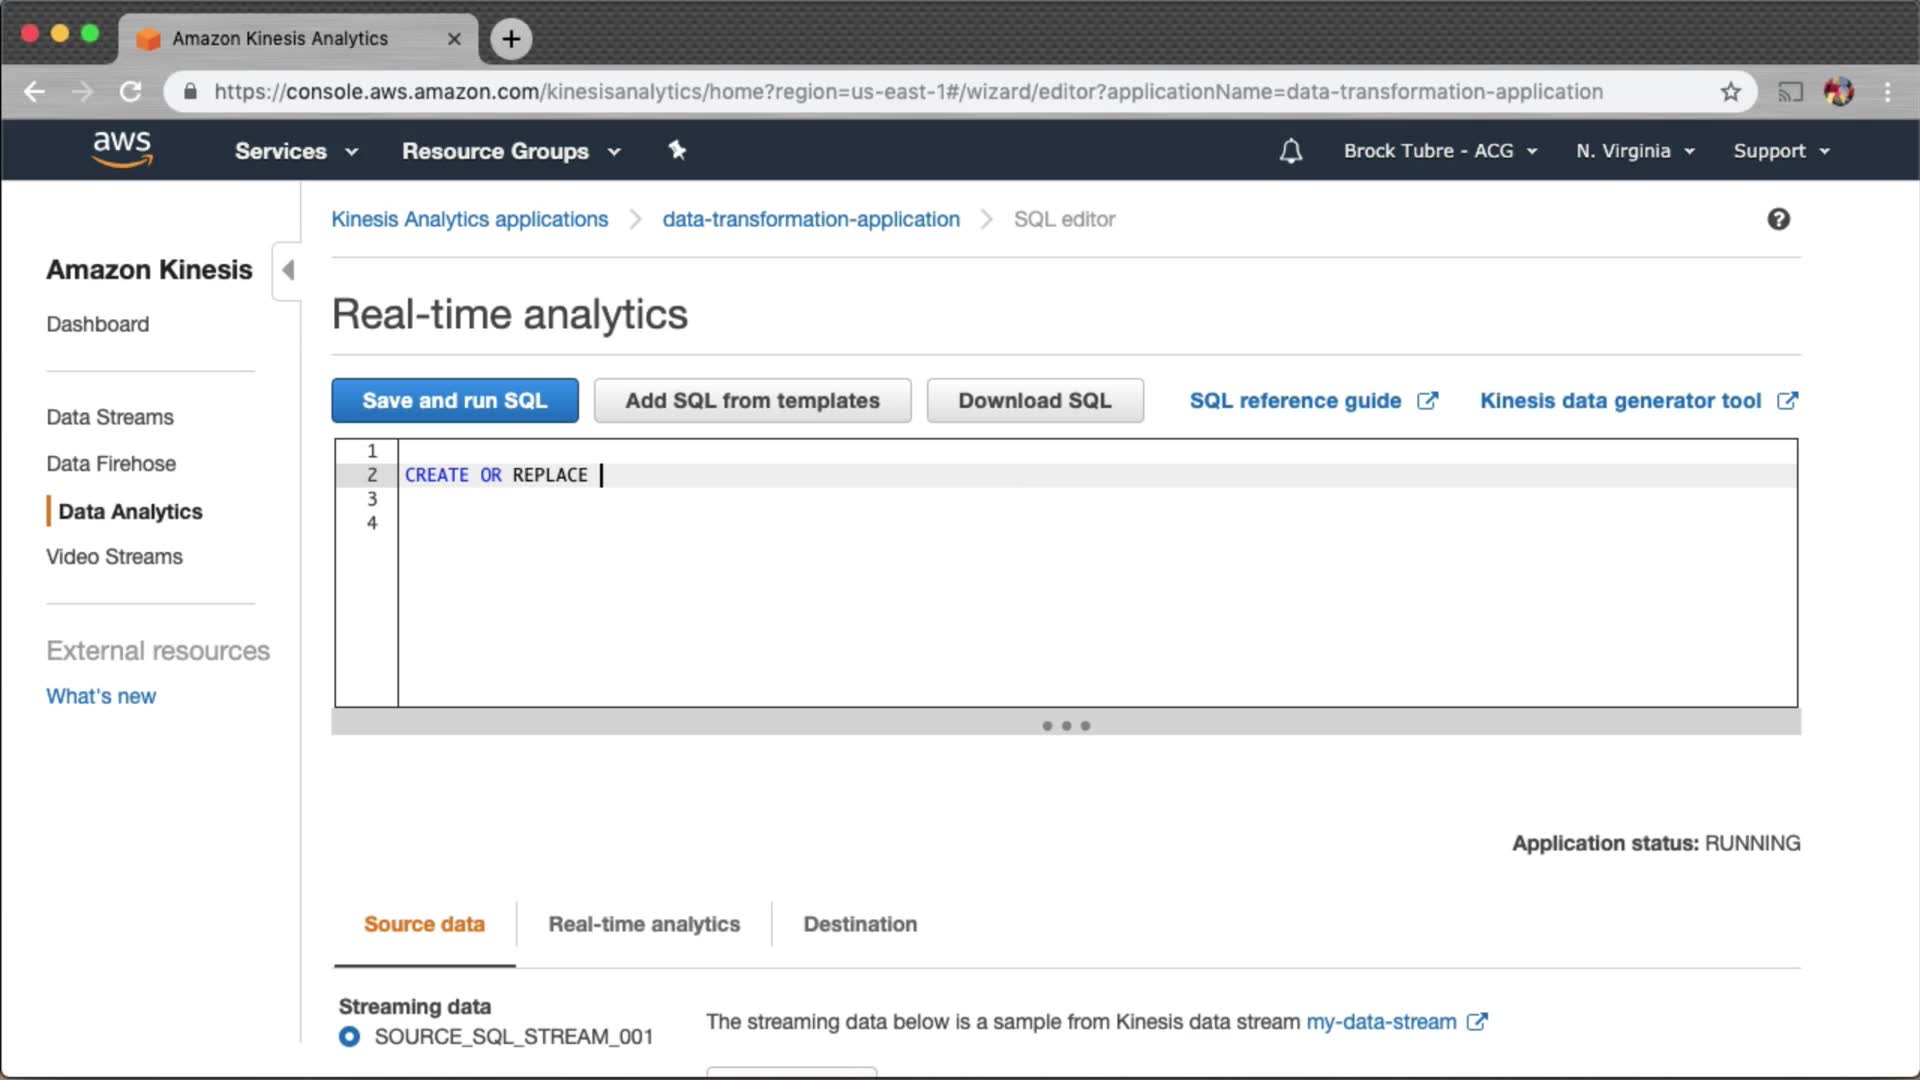 Amazon Kinesis Analytics
https://console.aws.amazon.com/kinesisanalytics/home?region=us-east-1#/wizard/editor?applicationName=data-transformation-application
aws Services Resource Groups Brock Tubre - ACG N. Virginia Support
Kinesis Analytics applications data-transformation-application SQL editor
Amazon Kinesis
Dashboard
Data Streams
Data Firehose
Data Analytics
Video Streams
External resources
What's new
Real-time analytics
Save and run SQL Add SQL from templates Download SQL SQL reference guide Kinesis data generator tool
1
2 CREATE OR REPLACE
3
4
Application status: RUNNING
Source data Real-time analytics Destination
Streaming data
SOURCE_SQL_STREAM_001
The streaming data below is a sample from Kinesis data stream my-data-stream